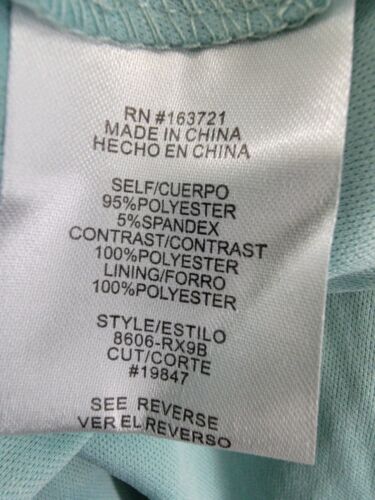 RN #163721
MADE IN CHINA
HECHO EN CHINA
SELF/CUERPO
95%POLYESTER
5%SPANDEX
CONTRAST/CONTRAST
100%POLYESTER
LINING/FORRO
100%POLYESTER
STYLE/ESTILO
8606-RX9B
CUT/CORTE
#19847
SEE REVERSE
VER EL REVERSO